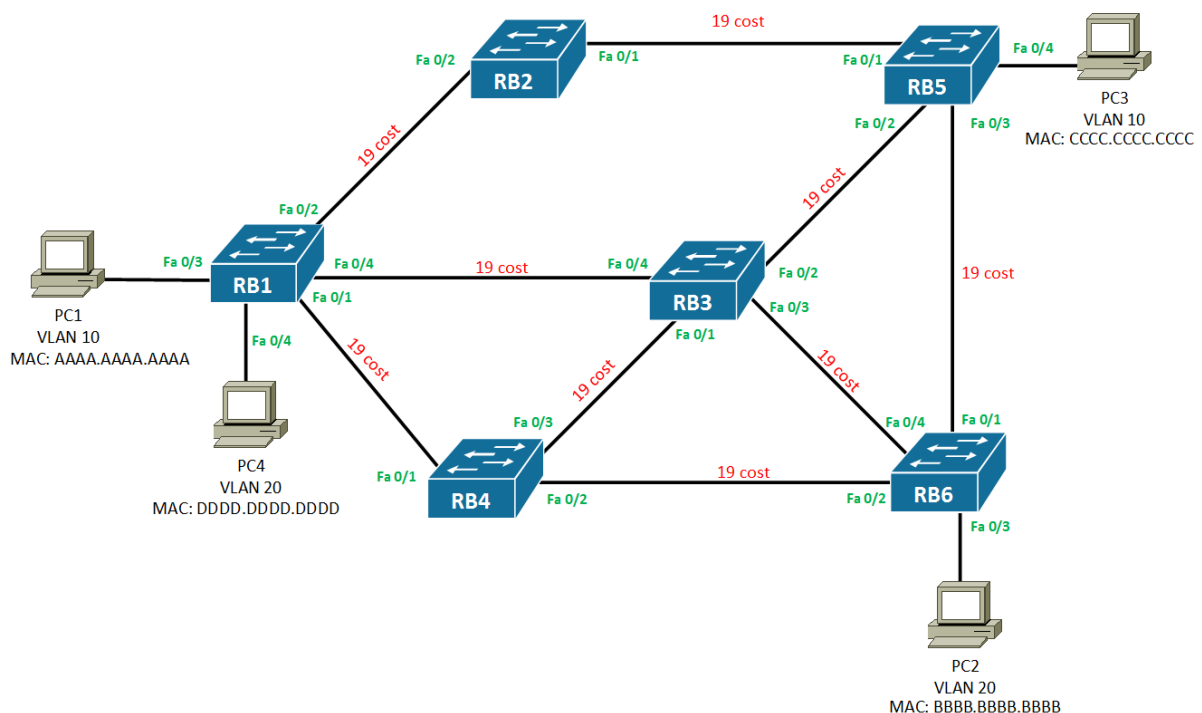 19 cost
Fa 0/2
RB2
Fa 0/1
Fa 0/1
RB5
Fa 0/4
PC3
VLAN 10
MAC: CCCC.CCCC.CCCC
Fa 0/2
Fa 0/3
19 cost
19 cost
Fa 0/2
Fa 0/3
RB1
Fa 0/4
19 cost
Fa 0/4
RB3
Fa 0/2
19 cost
Fa 0/1
Fa 0/3
Fa 0/1
PC1
VLAN 10
MAC: AAAA.AAAA.AAAA
Fa 0/4
19 cost
19 cost
19 cost
Fa 0/3
Fa 0/4
Fa 0/1
PC4
VLAN 20
MAC: DDDD.DDDD.DDDD
Fa 0/1
RB4
Fa 0/2
19 cost
Fa 0/2
RB6
Fa 0/3
PC2
VLAN 20
MAC: BBBB.BBBB.BBBB